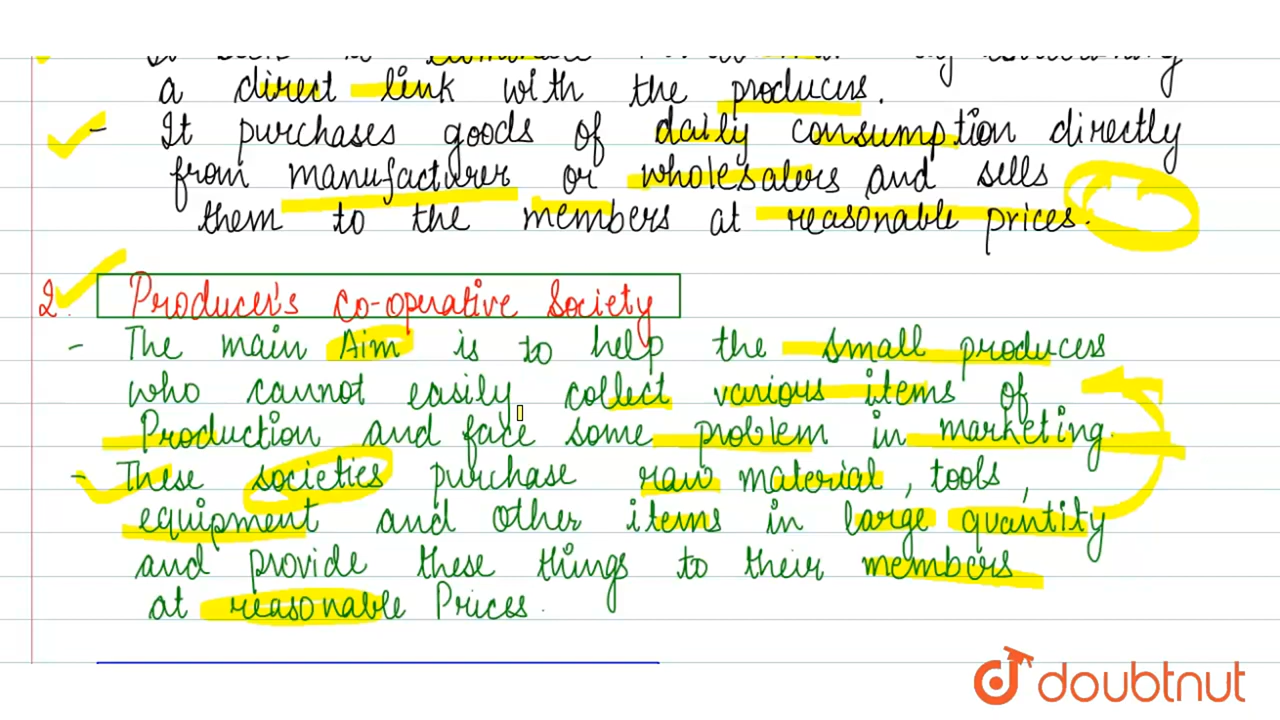 a direct link with the producers.
- It purchases goods of daily consumption directly
from manufacturer or wholesalers and sells
them to the members at reasonable prices.
2. Producer's co-operative Society
- The main Aim is to help the small producers
who cannot easily collect various items of
Production and face some problem in marketing.
- These societies purchase raw material, tools,
equipment and other items in large quantity
and provide these things to their members
at reasonable Prices.
doubtnut